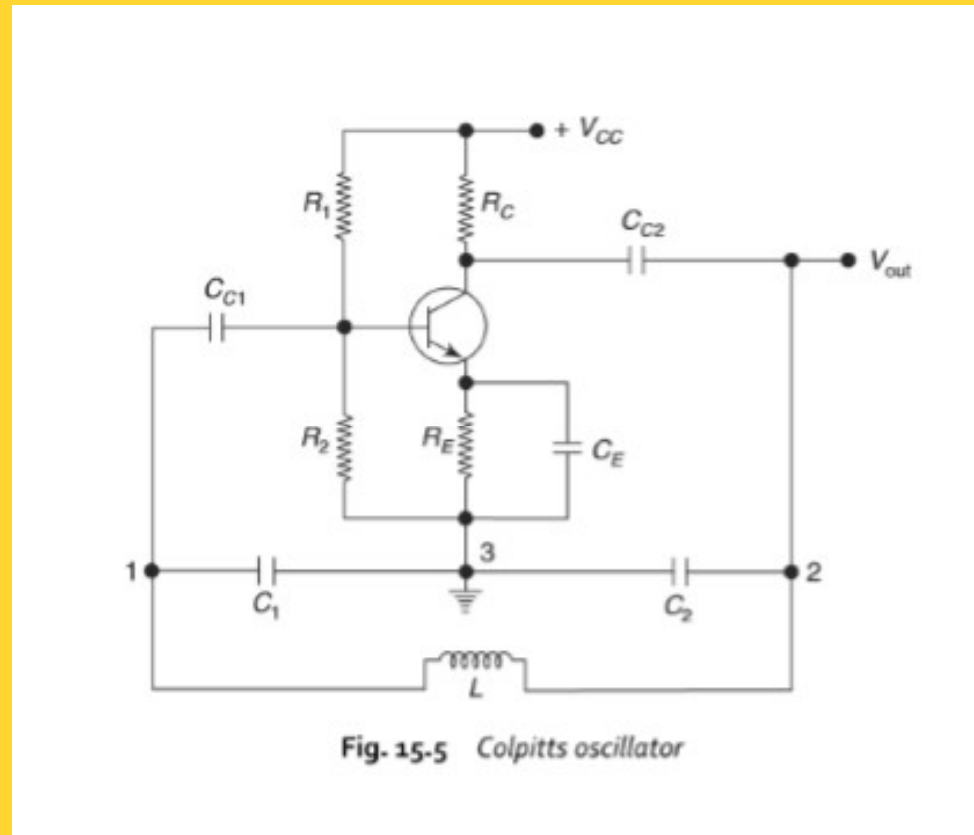 + V_CC
R_1
R_C
C_C2
V_out
C_C1
R_2
R_E
C_E
3
1
2
C_1
C_2
L
Fig. 15-5 Colpitts oscillator